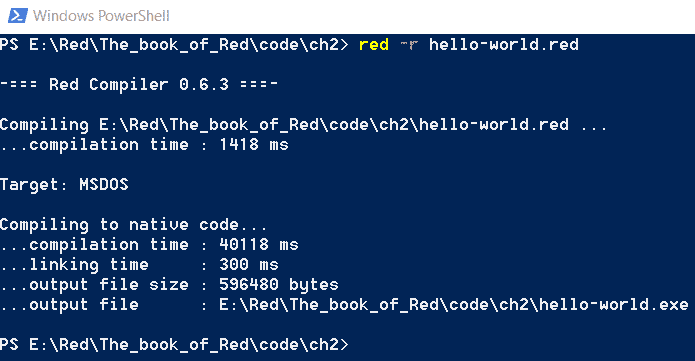 Windows PowerShell
PS E:\Red\The_book_of_Red\code\ch2> red -r hello-world.red
-=== Red Compiler 0.6.3 ===-
Compiling E:\Red\The_book_of_Red\code\ch2\hello-world.red ...
...compilation time : 1418 ms
Target: MSDOS
Compiling to native code...
...compilation time : 40118 ms
...linking time     : 300 ms
...output file size : 596480 bytes
...output file      : E:\Red\The_book_of_Red\code\ch2\hello-world.exe
PS E:\Red\The_book_of_Red\code\ch2>